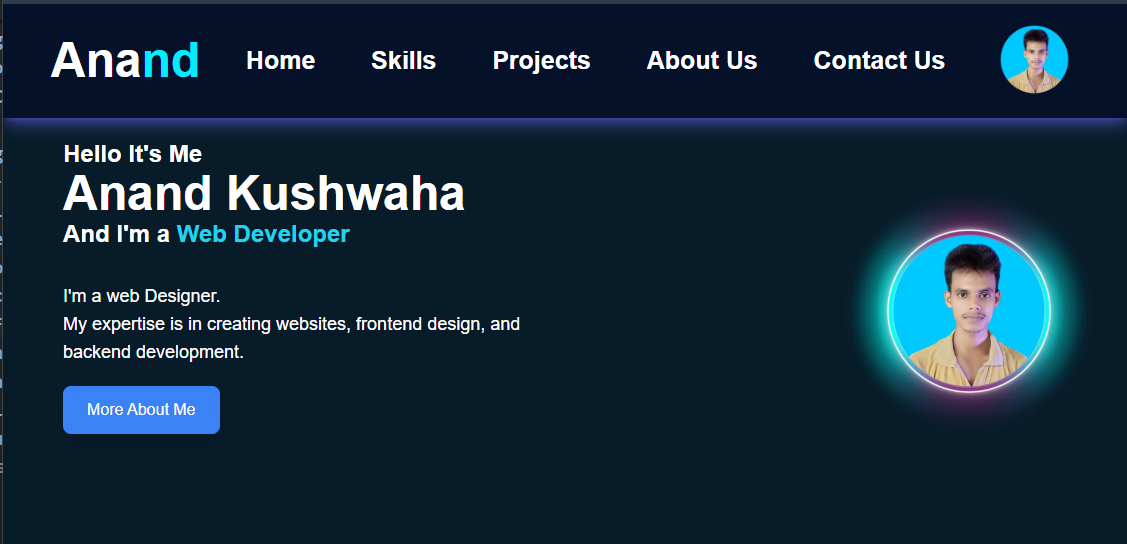 Anand Home Skills Projects About Us Contact Us
Hello It's Me
Anand Kushwaha
And I'm a Web Developer
I'm a web Designer.
My expertise is in creating websites, frontend design, and
backend development.
More About Me